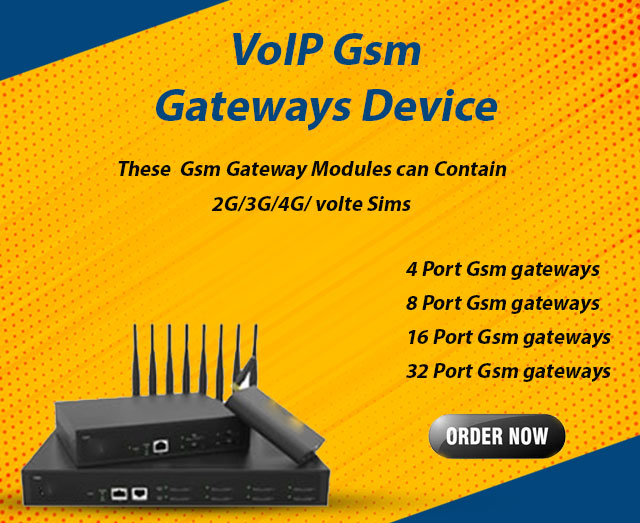 VoIP Gsm
Gateways Device
These Gsm Gateway Modules can Contain
2G/3G/4G/ volte Sims
4 Port Gsm gateways
8 Port Gsm gateways
16 Port Gsm gateways
32 Port Gsm gateways
ORDER NOW